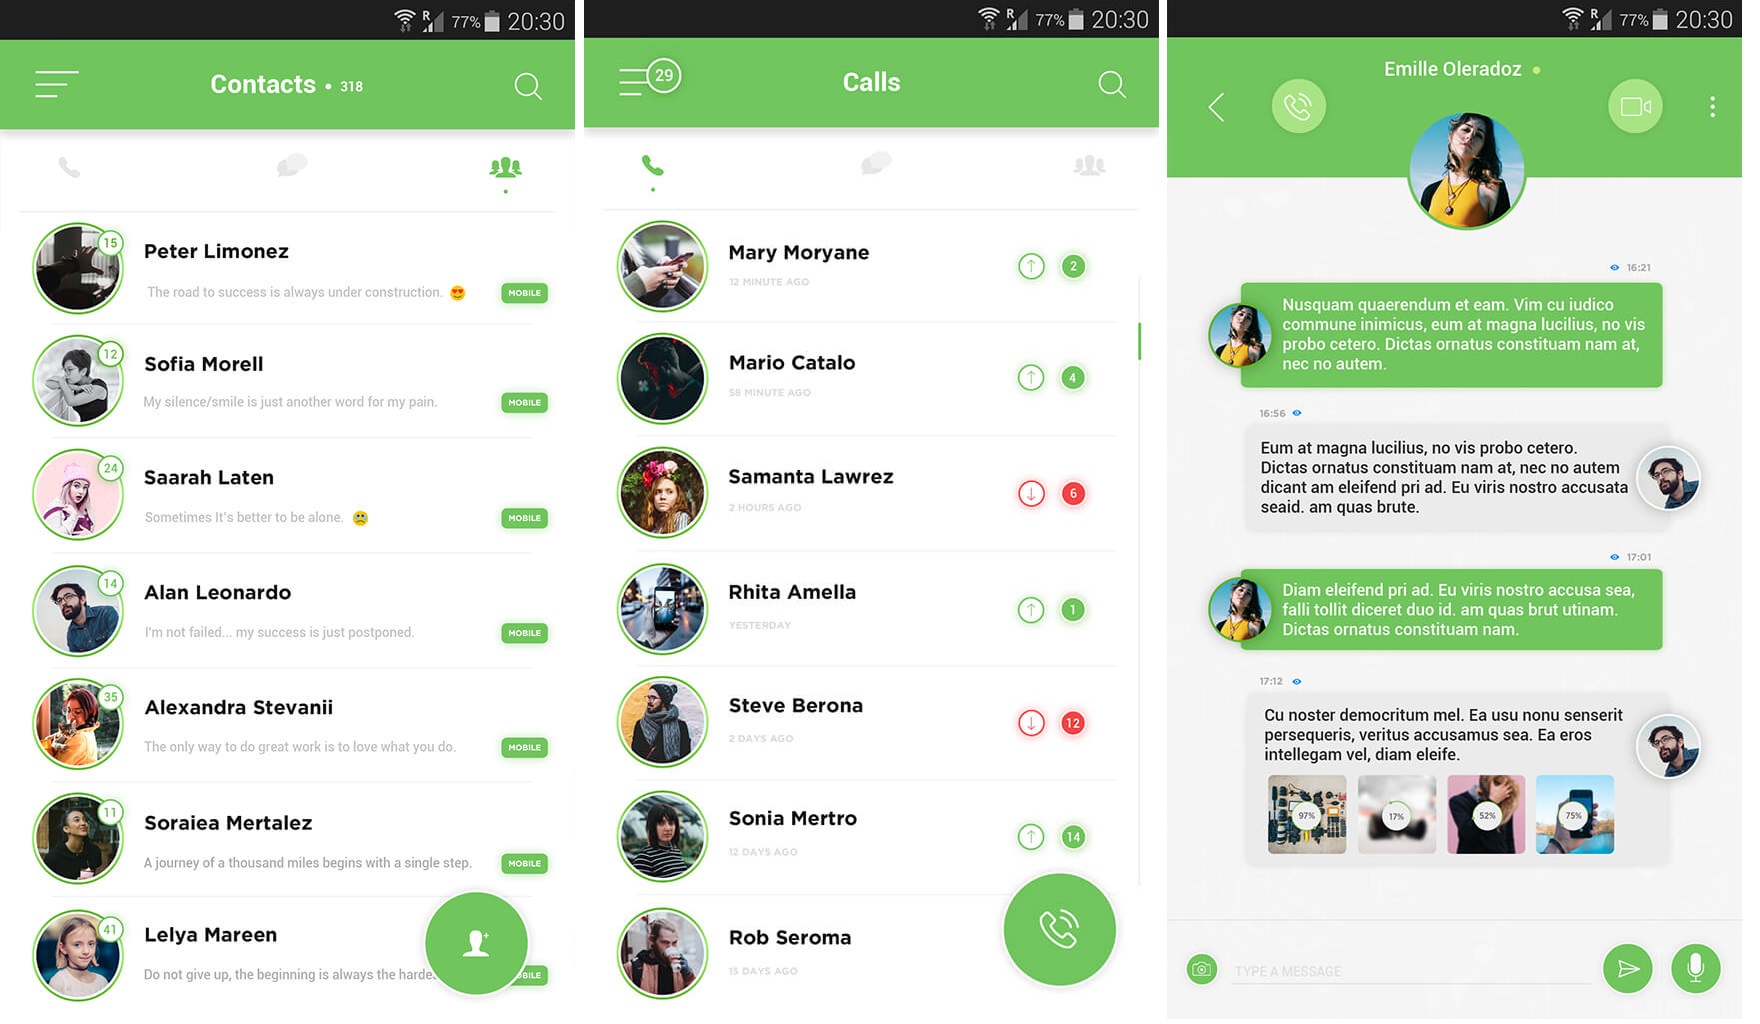 R 77% 20:30
Contacts • 318
15
Peter Limonez
The road to success is always under construction. 😍
MOBILE
12
Sofia Morell
My silence/smile is just another word for my pain.
MOBILE
24
Saarah Laten
Sometimes It's better to be alone. 😢
MOBILE
14
Alan Leonardo
I'm not failed... my success is just postponed.
MOBILE
35
Alexandra Stevanii
The only way to do great work is to love what you do.
MOBILE
11
Soraiea Mertalez
A journey of a thousand miles begins with a single step.
MOBILE
41
Lelya Mareen
Do not give up, the beginning is always the
R 77% 20:30
29
Calls
Mary Moryane
12 MINUTE AGO
2
Mario Catalo
58 MINUTE AGO
4
Samanta Lawrez
2 HOURS AGO
6
Rhita Amella
YESTERDAY
1
Steve Berona
2 DAYS AGO
12
Sonia Mertro
12 DAYS AGO
14
Rob Seroma
15 DAYS AGO
R 77% 20:30
Emille Oleradoz
16:21
Nusquam quaerendum et eam. Vim cu iudico
commune inimicus, eum at magna lucilius, no vis
probo cetero. Dictas ornatus constituam nam at,
nec no autem.
16:56
Eum at magna lucilius, no vis probo cetero.
Dictas ornatus constituam nam at, nec no autem
dicant am eleifend pri ad. Eu viris nostro accusata
seaid. am quas brute.
17:01
Diam eleifend pri ad. Eu viris nostro accusa sea,
falli tollit diceret duo id. am quas brut utinam.
Dictas ornatus constituam nam.
17:12
Cu noster democritum mel. Ea usu nonu senserit
persequeris, veritus accusamus sea. Ea eros
intellegam vel, diam eleife.
97% 17% 52% 75%
TYPE A MESSAGE